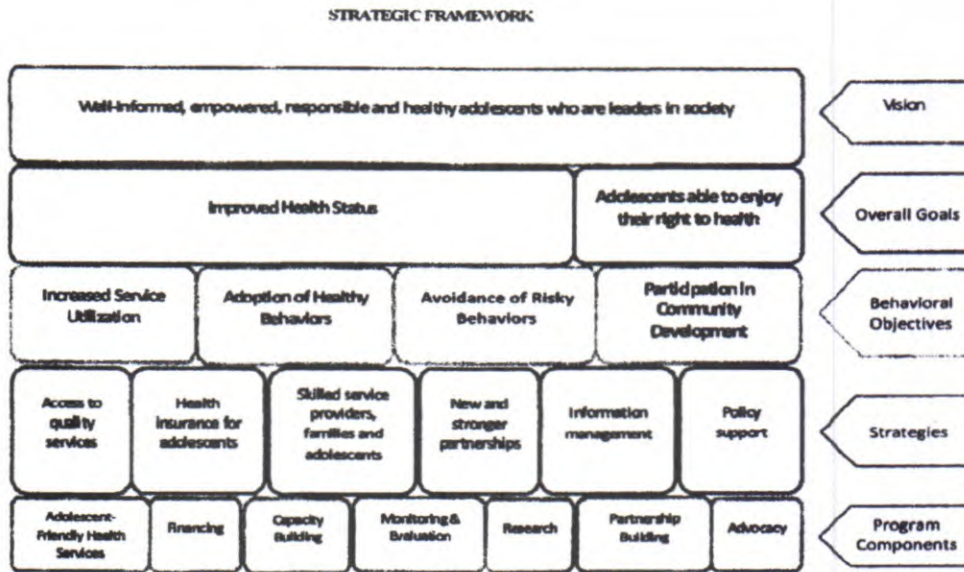 STRATEGIC FRAMEWORK
Well-Informed, empowered, responsible and healthy adolescents who are leaders in society
Vision
Improved Health Status
Adolescents able to enjoy
their right to health
Overall Goals
Increased Service
Utilization
Adoption of Healthy
Behaviors
Avoidance of Risky
Behaviors
Participation in
Community
Development
Behavioral
Objectives
Access to
quality
services
Health
insurance for
adolescents
Skilled service
providers,
families and
adolescents
New and
stronger
partnerships
Information
management
Policy
support
Strategies
Adolescent-
Friendly Health
Services
Financing
Capacity
Building
Monitoring &
Evaluation
Research
Partnership
Building
Advocacy
Program
Components